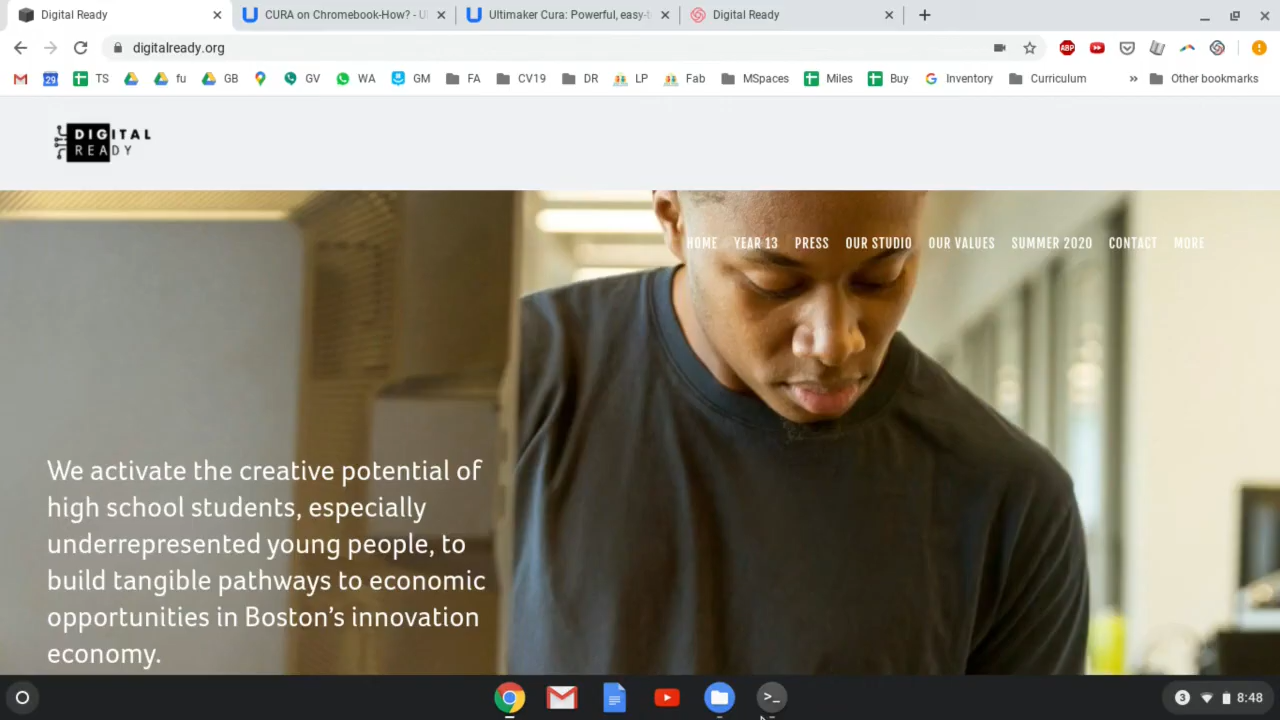 Digital Ready
CURA on Chromebook-How? - U
Ultimaker Cura: Powerful, easy-t
Digital Ready
digitalready.org
ABP
29 TS fu GB GV WA GM FA CV19 DR LP Fab MSpaces Miles Buy Inventory Curriculum » Other bookmarks
DIGITAL
READY
HOME YEAR 13 PRESS OUR STUDIO OUR VALUES SUMMER 2020 CONTACT MORE
We activate the creative potential of
high school students, especially
underrepresented young people, to
build tangible pathways to economic
opportunities in Boston’s innovation
economy.
>_
3 8:48